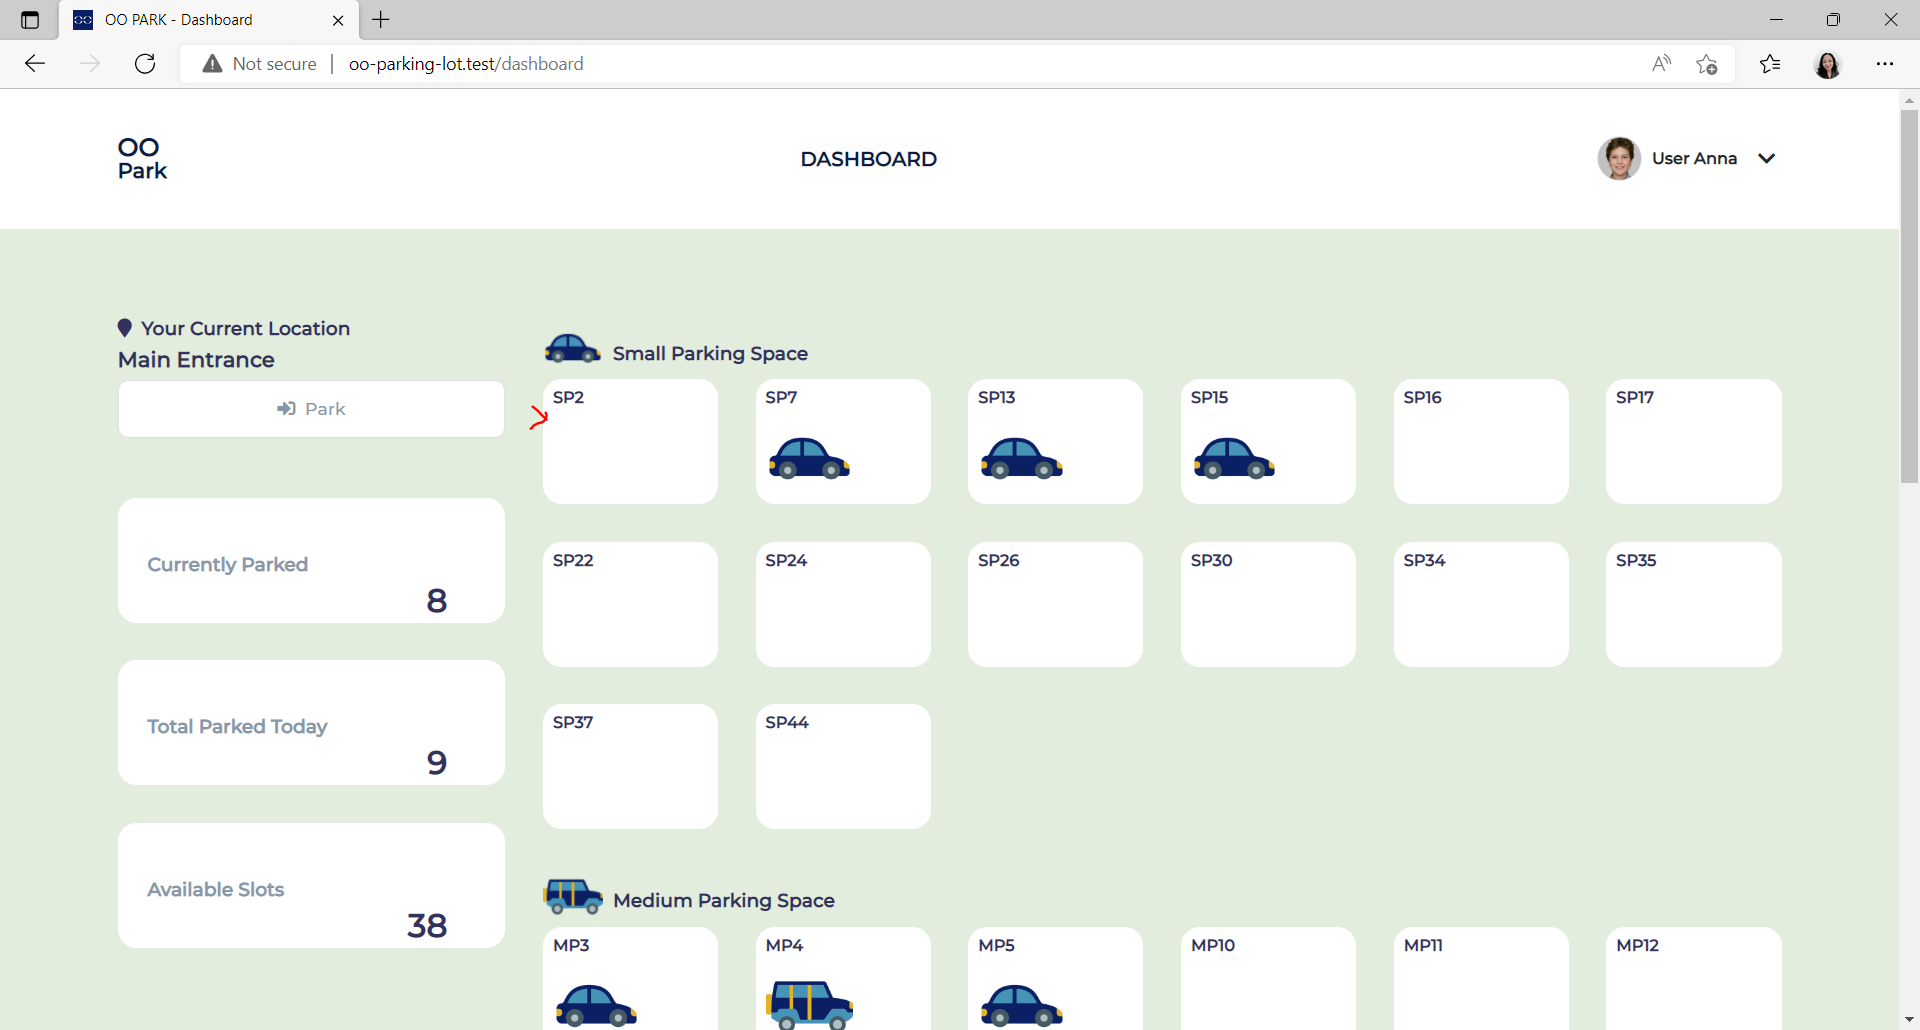 OO PARK - Dashboard
Not secure | oo-parking-lot.test/dashboard
OO
Park
DASHBOARD
User Anna
Your Current Location
Main Entrance
Park
Currently Parked
8
Total Parked Today
9
Available Slots
38
Small Parking Space
SP2 SP7 SP13 SP15 SP16 SP17
SP22 SP24 SP26 SP30 SP34 SP35
SP37 SP44
Medium Parking Space
MP3 MP4 MP5 MP10 MP11 MP12